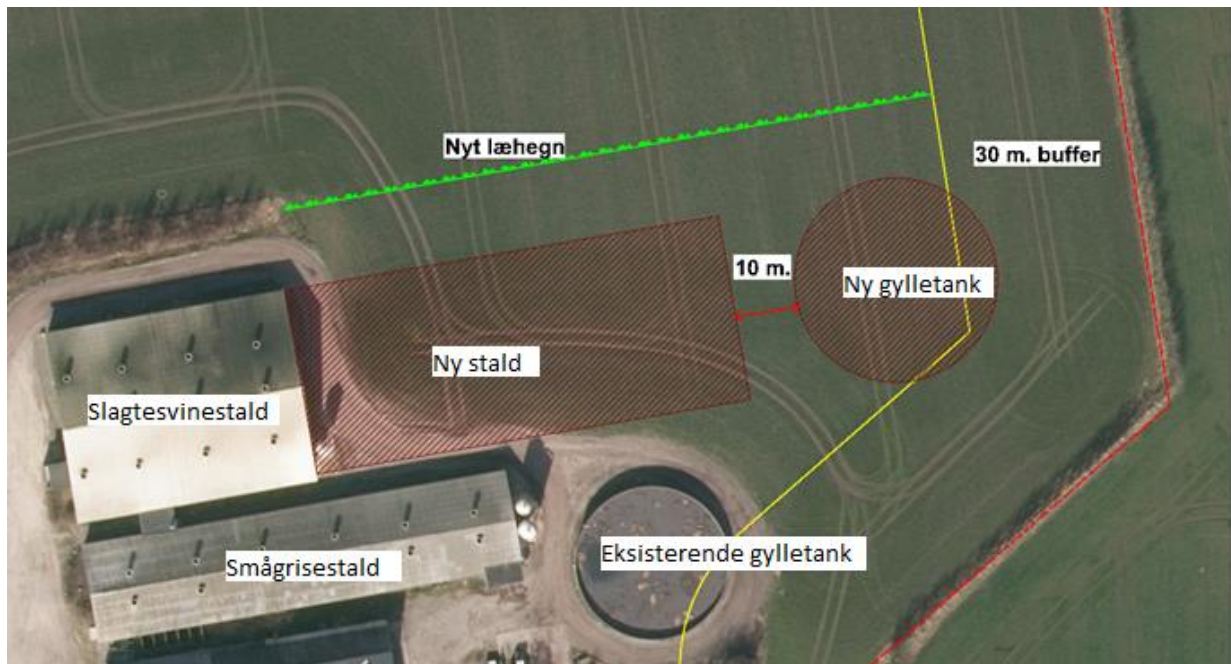 Nyt læhegn
30 m. buffer
10 m.
Ny gylletank
Ny stald
Slagtesvinestald
Eksisterende gylletank
Smågrisestald